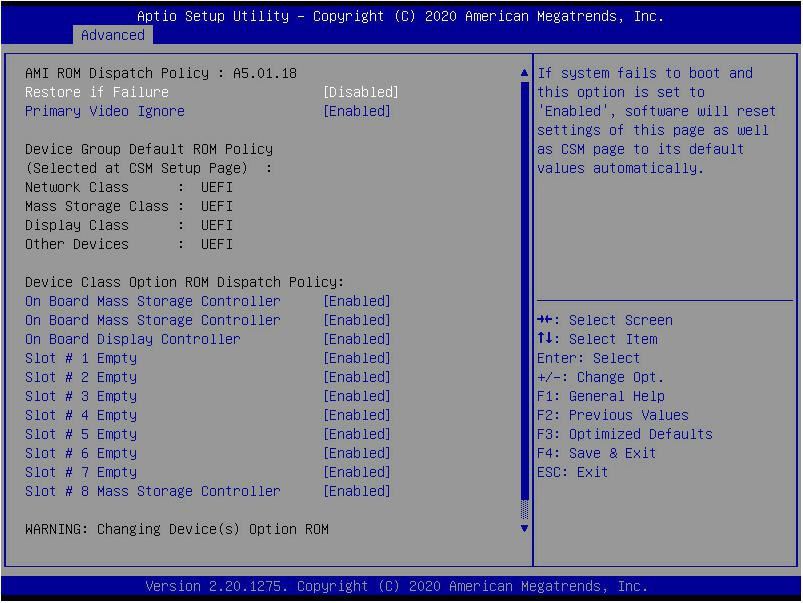 Aptio Setup Utility – Copyright (C) 2020 American Megatrends, Inc.
Advanced
AMI ROM Dispatch Policy : A5.01.18
Restore if Failure [Disabled]
Primary Video Ignore [Enabled]
Device Group Default ROM Policy
(Selected at CSM Setup Page) :
Network Class : UEFI
Mass Storage Class : UEFI
Display Class : UEFI
Other Devices : UEFI
Device Class Option ROM Dispatch Policy:
On Board Mass Storage Controller [Enabled]
On Board Mass Storage Controller [Enabled]
On Board Display Controller [Enabled]
Slot # 1 Empty [Enabled]
Slot # 2 Empty [Enabled]
Slot # 3 Empty [Enabled]
Slot # 4 Empty [Enabled]
Slot # 5 Empty [Enabled]
Slot # 6 Empty [Enabled]
Slot # 7 Empty [Enabled]
Slot # 8 Mass Storage Controller [Enabled]
WARNING: Changing Device(s) Option ROM
If system fails to boot and
this option is set to
'Enabled', software will reset
settings of this page as well
as CSM page to its default
values automatically.
→←: Select Screen
↑↓: Select Item
Enter: Select
+/-: Change Opt.
F1: General Help
F2: Previous Values
F3: Optimized Defaults
F4: Save & Exit
ESC: Exit
Version 2.20.1275. Copyright (C) 2020 American Megatrends, Inc.